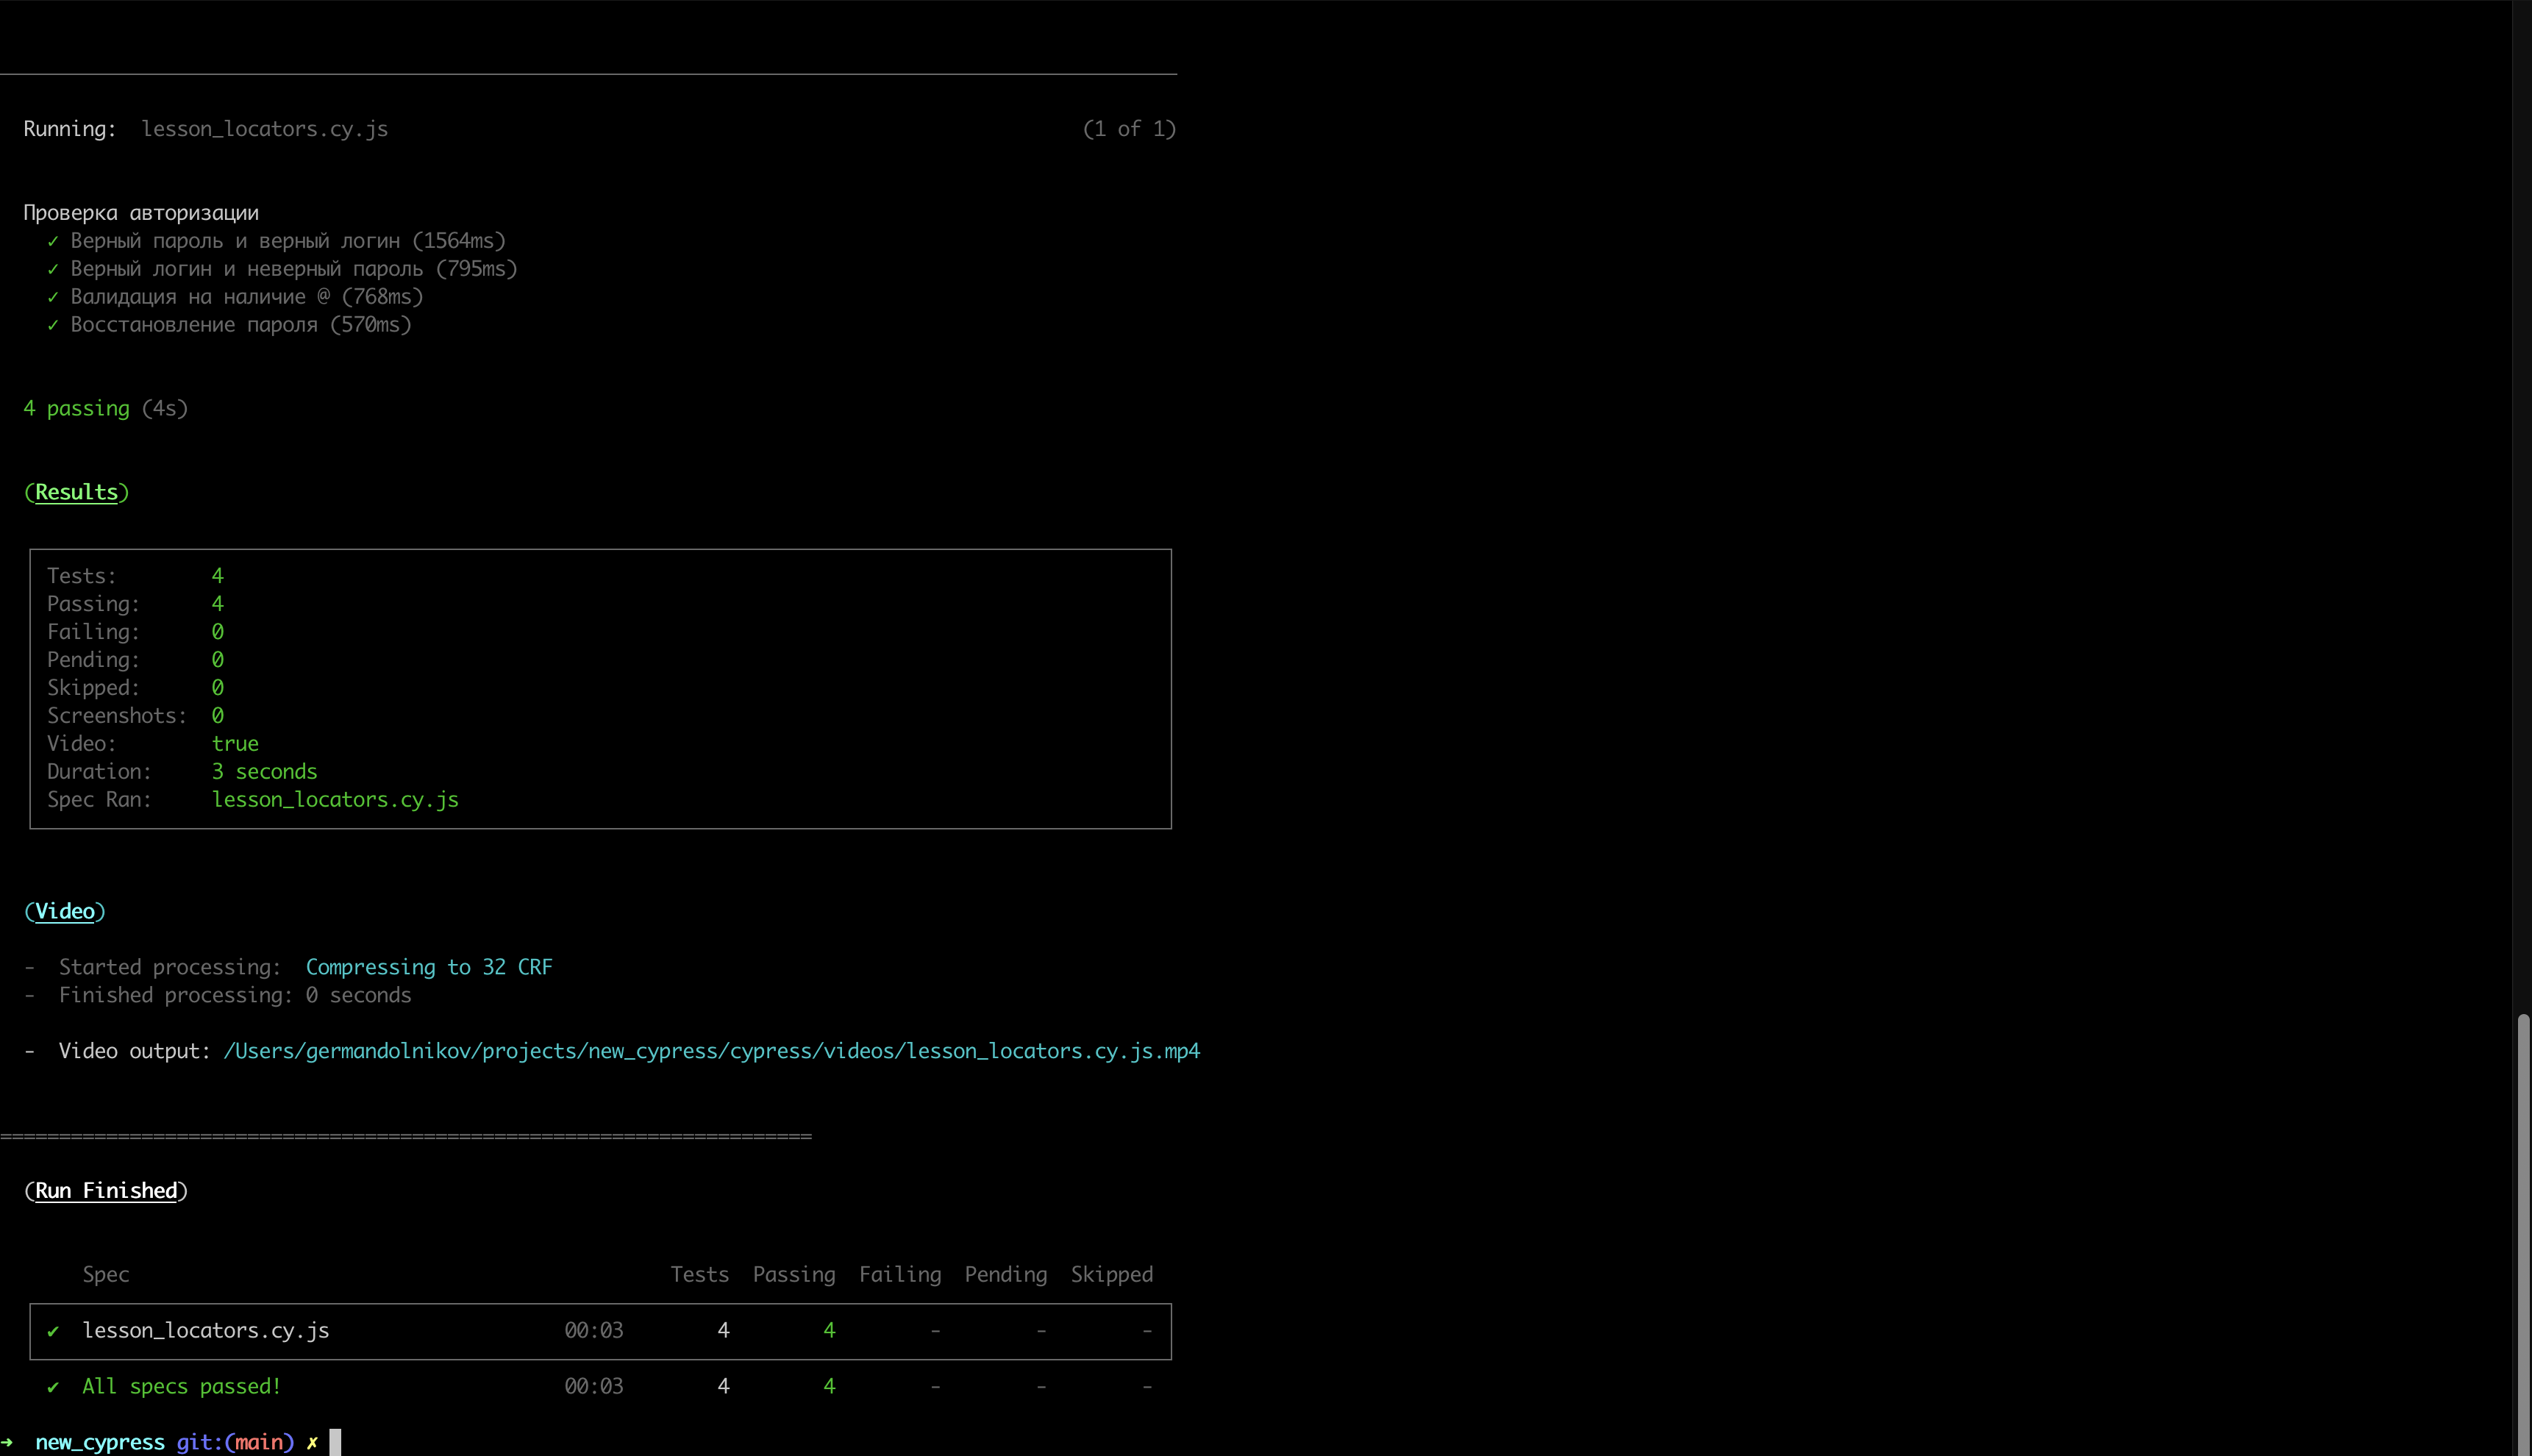 Running:  lesson_locators.cy.js (1 of 1)
Проверка авторизации
✓ Верный пароль и верный логин (1564ms)
✓ Верный логин и неверный пароль (795ms)
✓ Валидация на наличие @ (768ms)
✓ Восстановление пароля (570ms)
4 passing (4s)
(Results)
Tests: 4
Passing: 4
Failing: 0
Pending: 0
Skipped: 0
Screenshots: 0
Video: true
Duration: 3 seconds
Spec Ran: lesson_locators.cy.js
(Video)
- Started processing: Compressing to 32 CRF
- Finished processing: 0 seconds
- Video output: /Users/germandolnikov/projects/new_cypress/cypress/videos/lesson_locators.cy.js.mp4
=====================================================================
(Run Finished)
Spec Tests Passing Failing Pending Skipped
✔ lesson_locators.cy.js 00:03 4 4 - - -
✔ All specs passed! 00:03 4 4 - - -
➜ new_cypress git:(main) ✗